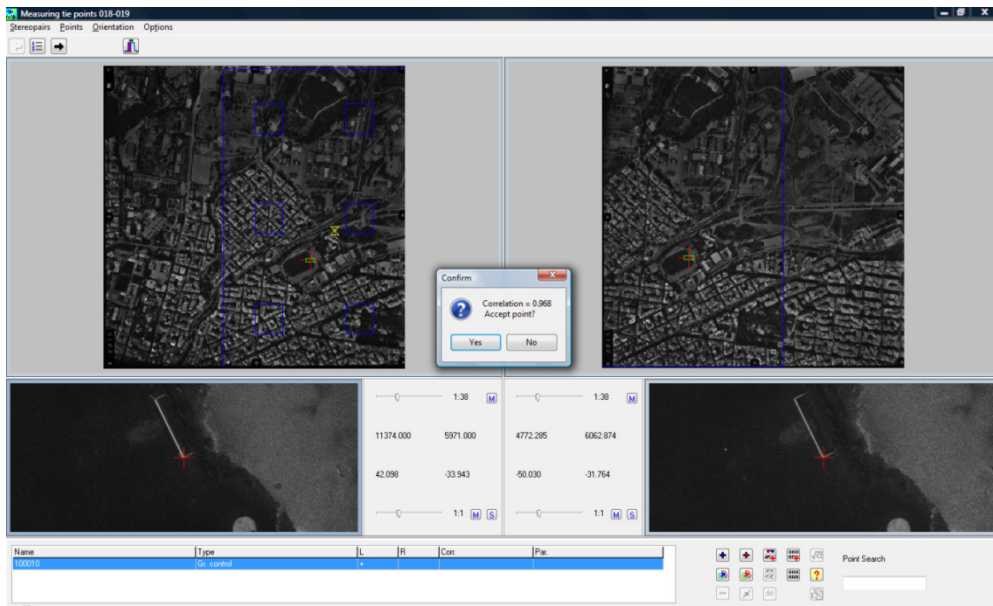 Measuring tie points 018-019
Stereopairs Points Orientation Options
Confirm
Correlation = 0.968
Accept point?
Yes No
1:38 M 1:38 M
11374.000 5971.000 4772.285 6062.874
42.098 -33.943 -50.030 -31.764
1:1 M S 1:1 M S
Name Type L R Corr. Par.
100010 Gr. control +
Point Search